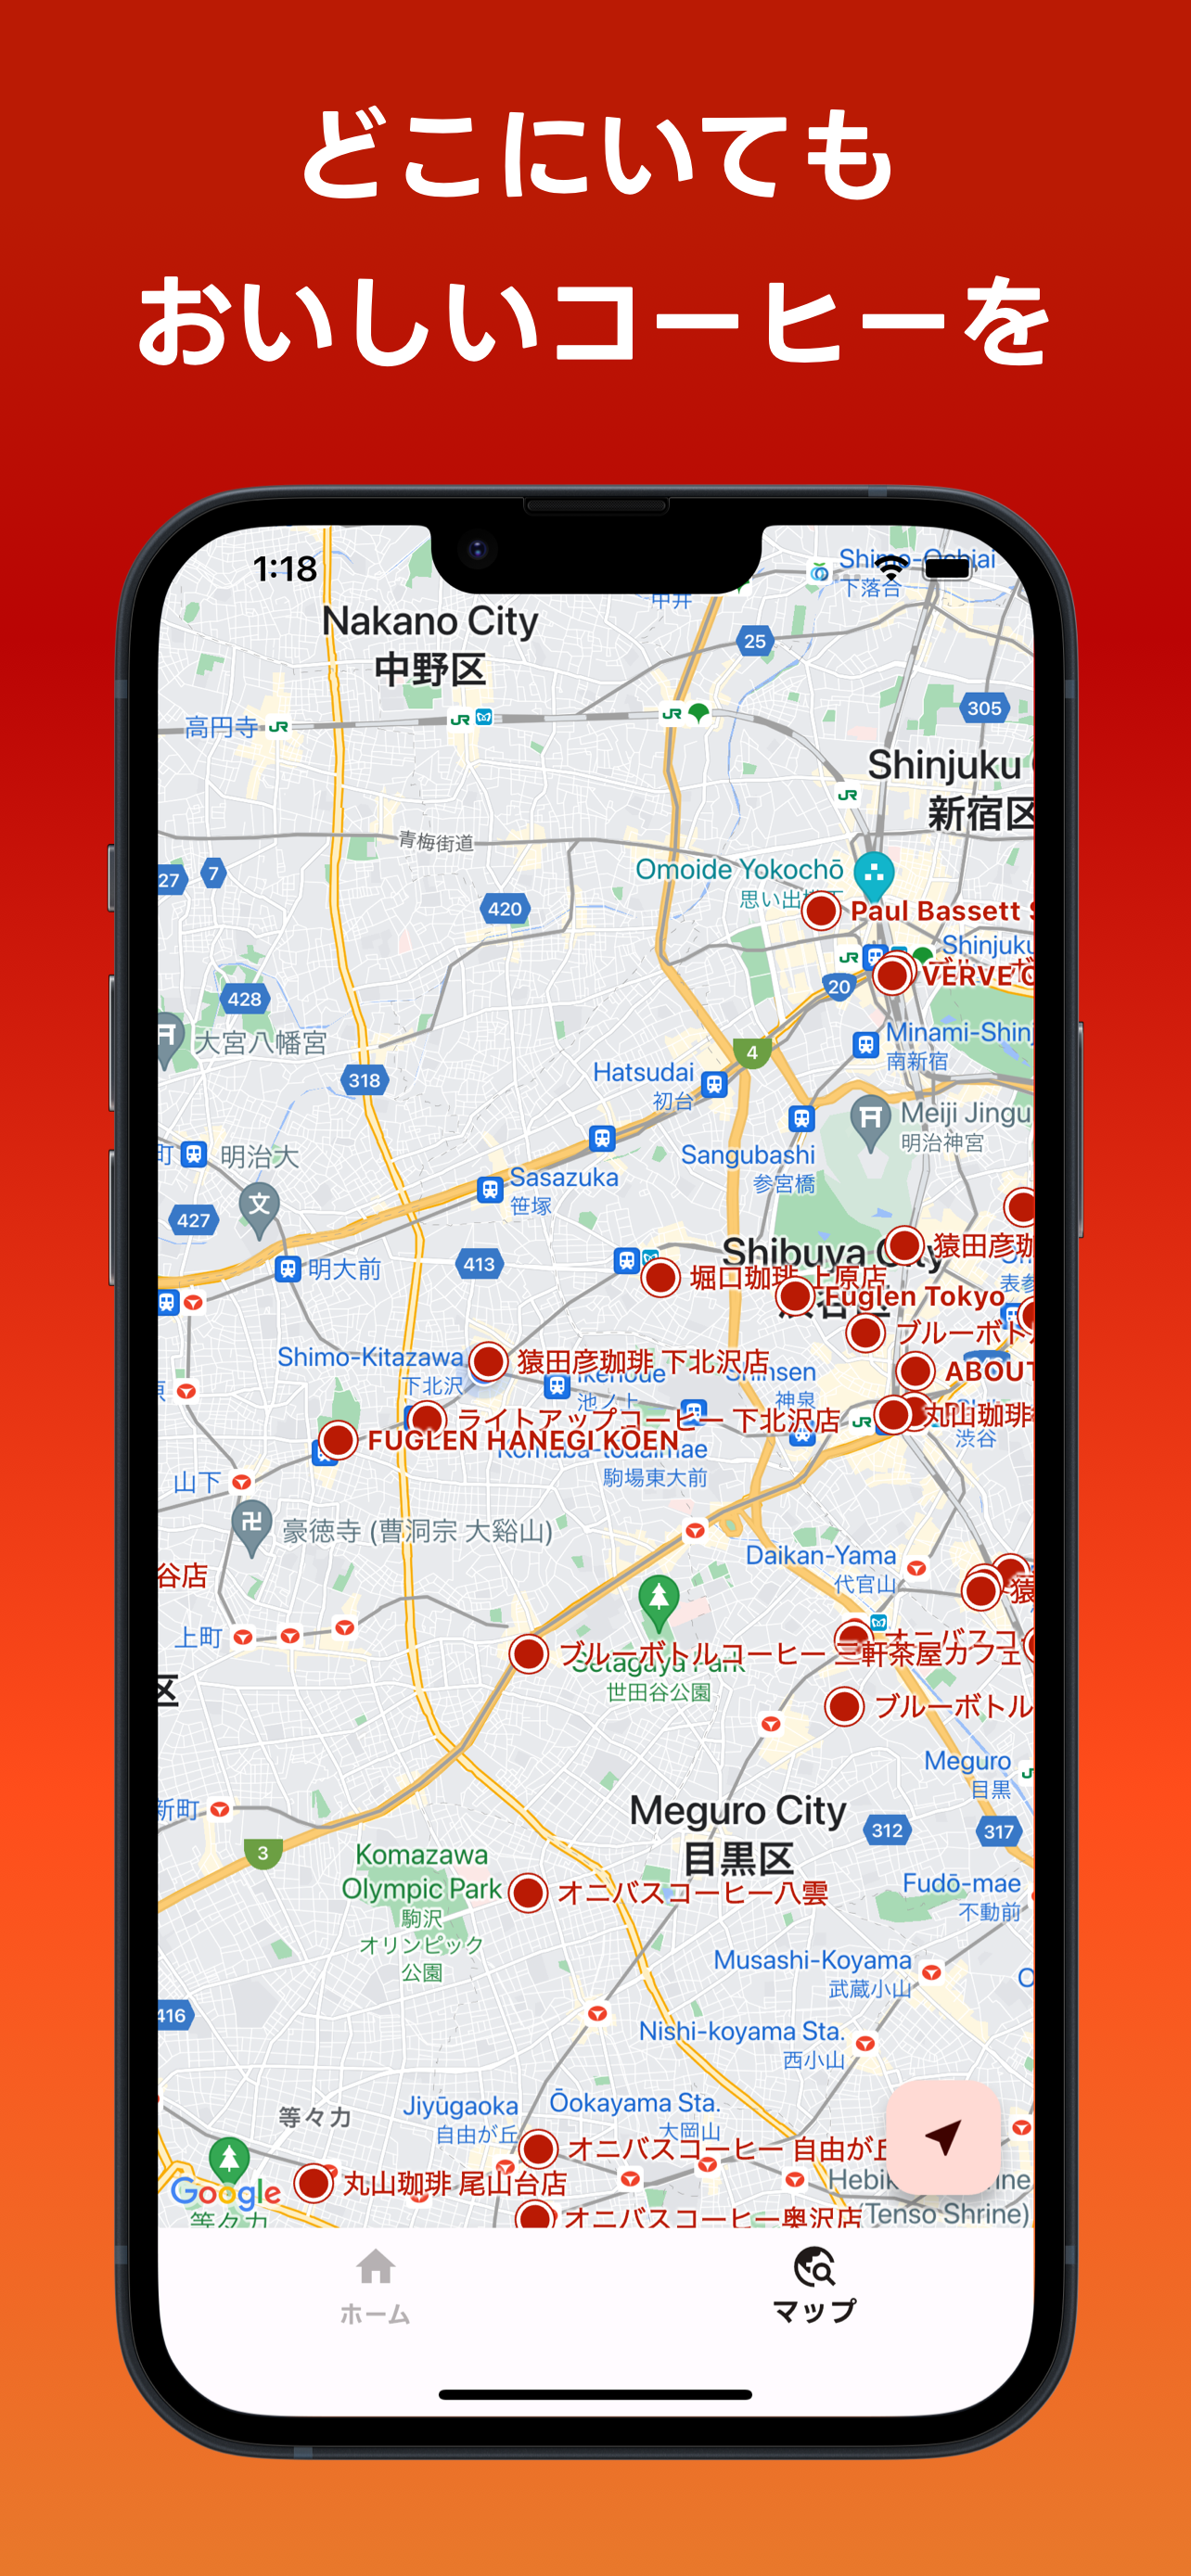 どこにいても
おいしいコーヒーを
1:18
下落合
中井
Nakano City
中野区
25
305
高円寺
JR
JR
Shinjuku
新宿区
JR
青梅街道
27
7
Omoide Yokochō
思い出
420
Paul Bassett
Shinjuku
JR
VERVE
20
428
大宮八幡宮
Minami-Shinj
南新宿
4
318
Hatsudai
初台
Meiji Jingu
明治神宮
町
明治大
Sangubashi
参宮橋
Sasazuka
笹塚
文
427
Shibuya City
猿田彦珈
413
明大前
堀口珈琲 上原店
表参
Fuglen Tokyo
ブルーボトル
Shimo-Kitazawa
下北沢
猿田彦珈琲 下北沢店
ABOUT
Shinsen
神泉
池ノ上
ライトアップコーヒー 下北沢店
JR
丸山珈琲
渋谷
FUGLEN HANEGI KOEN
Komaba-todaimae
駒場東大前
山下
豪徳寺 (曹洞宗 大谿山)
Daikan-Yama
代官山
谷店
猿
上町
オニバスコー
ブルーボトルコーヒー 三軒茶屋カフェ
Setagaya Park
世田谷公園
区
ブルーボトル
Meguro
目黒
新町
Meguro City
目黒区
312
317
3
Komazawa
Olympic Park
駒沢
オリンピック
公園
オニバスコーヒー八雲
Fudō-mae
不動前
Musashi-Koyama
武蔵小山
416
Nishi-koyama Sta.
西小山
等々力
Jiyūgaoka
自由が丘
Ōokayama Sta.
大岡山
オニバスコーヒー 自由が丘
丸山珈琲 尾山台店
Google
等々力
オニバスコーヒー奥沢店
(Tenso Shrine)
ホーム
マップ